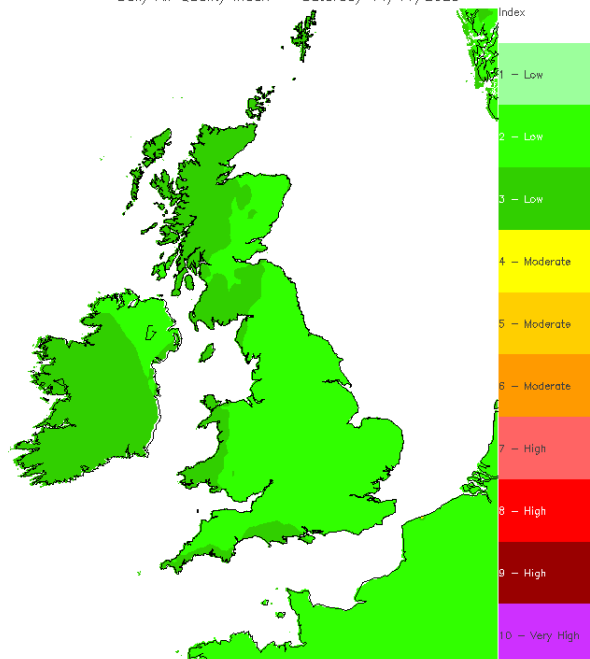 Index
1 - Low
2 - Low
3 - Low
4 - Moderate
5 - Moderate
6 - Moderate
7 - High
8 - High
9 - High
10 - Very High